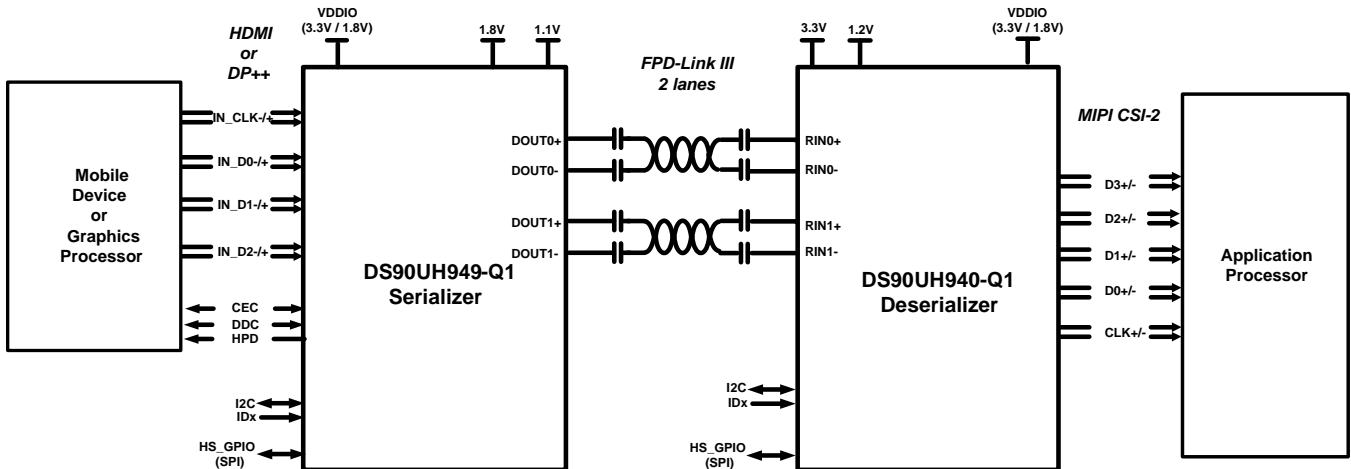 VDDIO
(3.3V / 1.8V)
1.8V
1.1V
3.3V
1.2V
VDDIO
(3.3V / 1.8V)
HDMI
or
DP++
FPD-Link III
2 lanes
MIPI CSI-2
Mobile
Device
or
Graphics
Processor
IN_CLK-/+
IN_D0-/+
IN_D1-/+
IN_D2-/+
CEC
DDC
HPD
I2C
IDx
HS_GPIO
(SPI)
DS90UH949-Q1
Serializer
DOUT0+
DOUT0-
DOUT1+
DOUT1-
RIN0+
RIN0-
RIN1+
RIN1-
DS90UH940-Q1
Deserializer
I2C
IDx
HS_GPIO
(SPI)
D3+/-
D2+/-
D1+/-
D0+/-
CLK+/-
Application
Processor